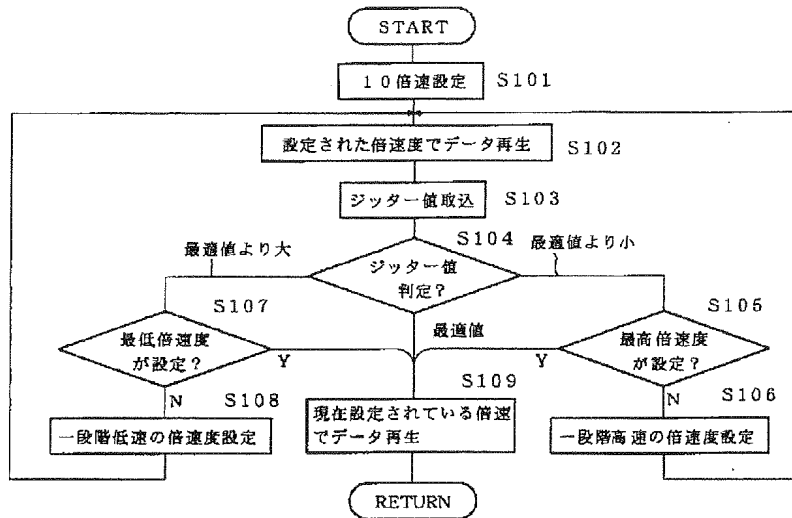 START
10倍速設定
S101
設定された倍速度でデータ再生
S102
ジッター値取込
S103
S104
最適値より大
最適値より小
ジッター値
判定？
S107
S105
最低倍速度
が設定？
最適値
最高倍速度
が設定？
Y
Y
S109
N
S108
N
S106
一段階低速の倍速度設定
現在設定されている倍速
でデータ再生
一段階高速の倍速度設定
RETURN